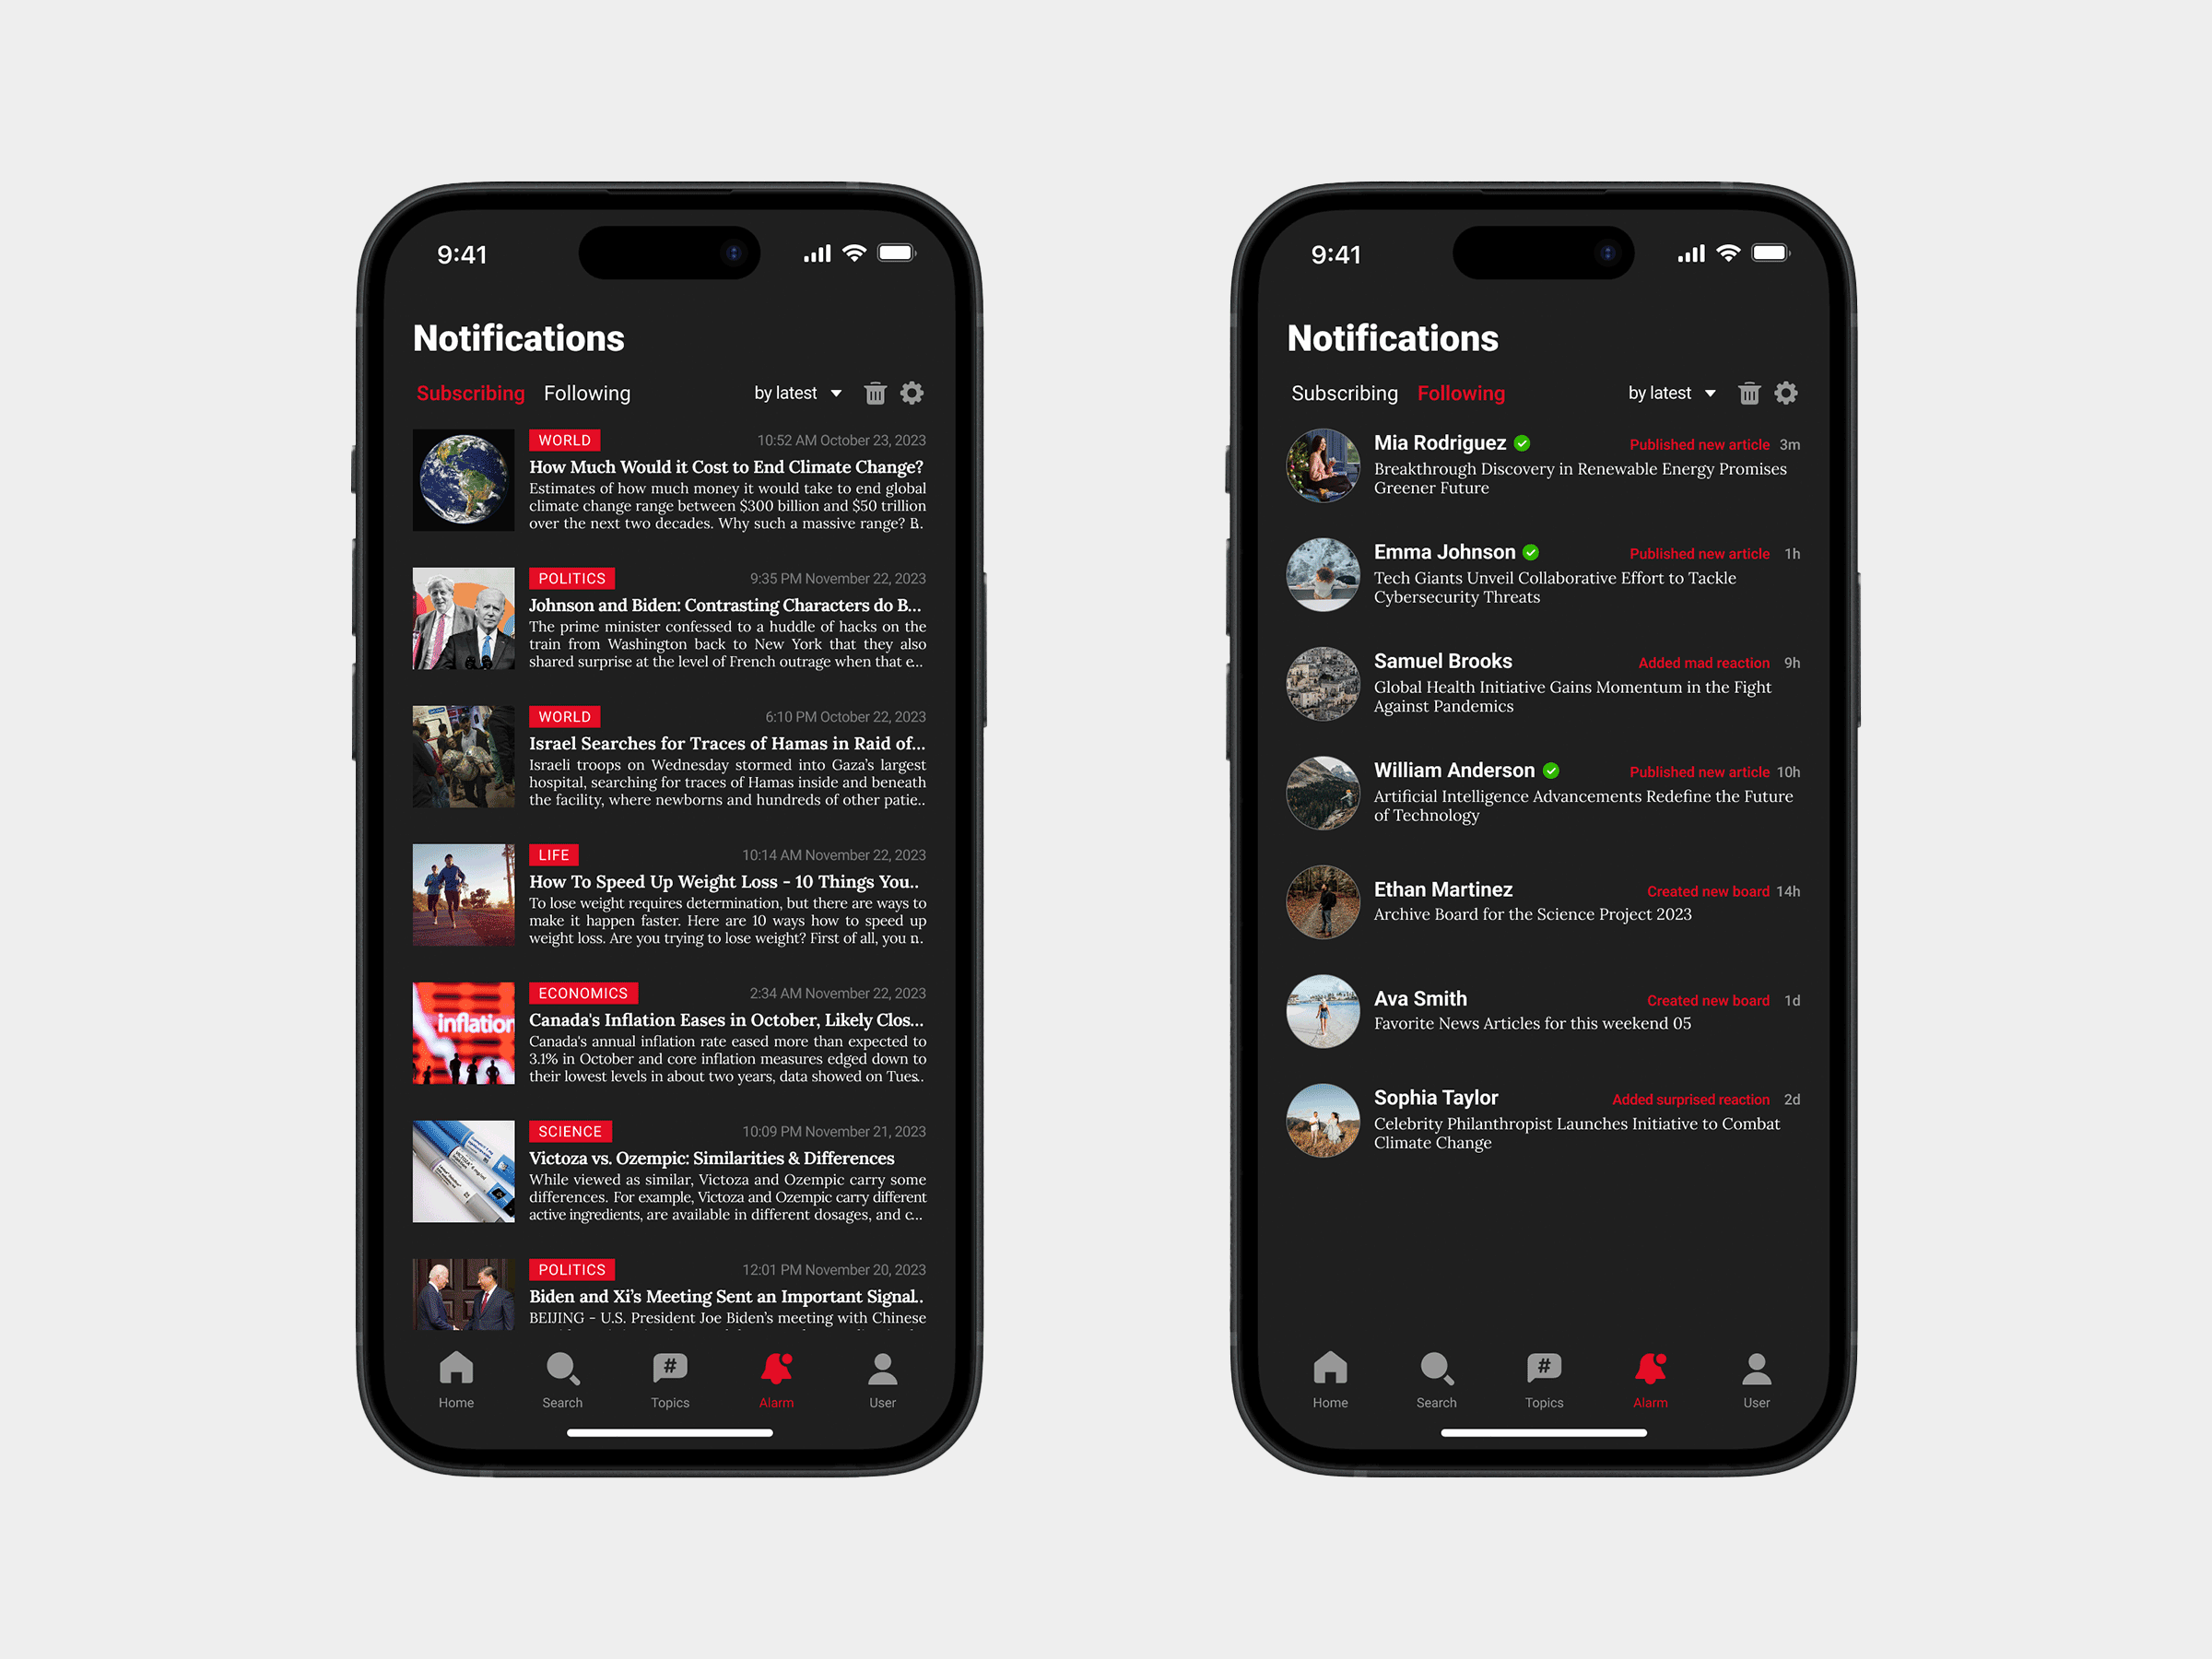 9:41
Notifications
Subscribing Following by latest
WORLD 10:52 AM October 23, 2023
How Much Would it Cost to End Climate Change?
Estimates of how much money it would take to end global
climate change range between $300 billion and $50 trillion
over the next two decades. Why such a massive range? B.
POLITICS 9:35 PM November 22, 2023
Johnson and Biden: Contrasting Characters do B...
The prime minister confessed to a huddle of hacks on the
train from Washington back to New York that they also
shared surprise at the level of French outrage when that e...
WORLD 6:10 PM October 22, 2023
Israel Searches for Traces of Hamas in Raid of...
Israeli troops on Wednesday stormed into Gaza's largest
hospital, searching for traces of Hamas inside and beneath
the facility, where newborns and hundreds of other patie..
LIFE 10:14 AM November 22, 2023
How To Speed Up Weight Loss - 10 Things You..
To lose weight requires determination, but there are ways to
make it happen faster. Here are 10 ways how to speed up
weight loss. Are you trying to lose weight? First of all, you n.
inflation
ECONOMICS 2:34 AM November 22, 2023
Canada's Inflation Eases in October, Likely Clos...
Canada's annual inflation rate eased more than expected to
3.1% in October and core inflation measures edged down to
their lowest levels in about two years, data showed on Tues..
SCIENCE 10:09 PM November 21, 2023
Victoza vs. Ozempic: Similarities & Differences
While viewed as similar, Victoza and Ozempic carry some
differences. For example, Victoza and Ozempic carry different
active ingredients, are available in different dosages, and c...
POLITICS 12:01 PM November 20, 2023
Biden and Xi's Meeting Sent an Important Signal..
BEIJING - U.S. President Joe Biden's meeting with Chinese
#
Home Search Topics Alarm User
9:41
Notifications
Subscribing Following by latest
Mia Rodriguez Published new article 3m
Breakthrough Discovery in Renewable Energy Promises
Greener Future
Emma Johnson Published new article 1h
Tech Giants Unveil Collaborative Effort to Tackle
Cybersecurity Threats
Samuel Brooks Added mad reaction 9h
Global Health Initiative Gains Momentum in the Fight
Against Pandemics
William Anderson Published new article 10h
Artificial Intelligence Advancements Redefine the Future
of Technology
Ethan Martinez Created new board 14h
Archive Board for the Science Project 2023
Ava Smith Created new board 1d
Favorite News Articles for this weekend 05
Sophia Taylor Added surprised reaction 2d
Celebrity Philanthropist Launches Initiative to Combat
Climate Change
#
Home Search Topics Alarm User